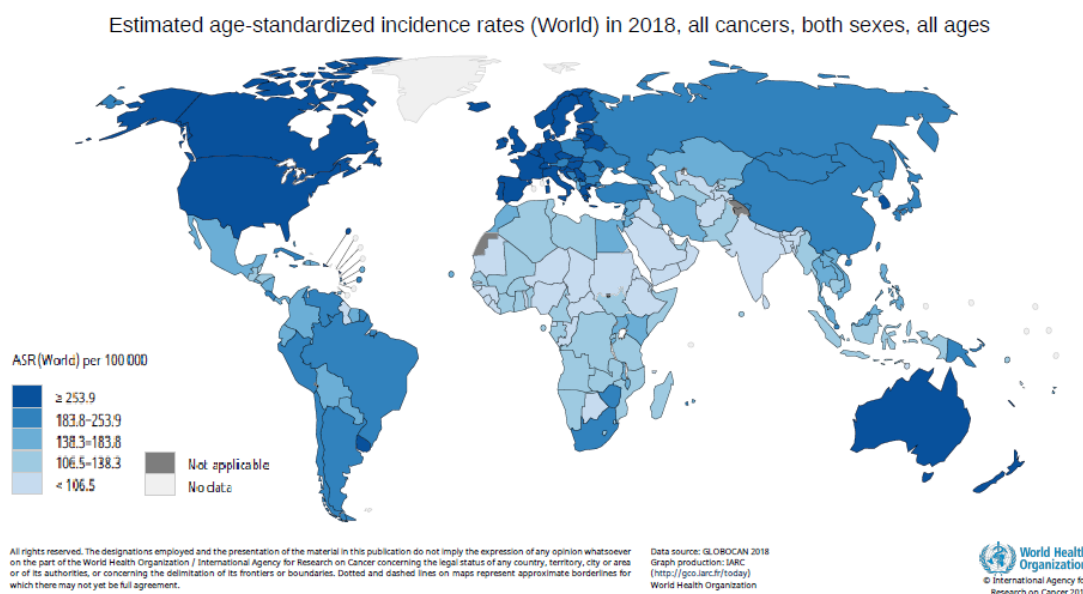 Estimated age-standardized incidence rates (World) in 2018, all cancers, both sexes, all ages
ASR (World) per 100 000
≥ 253.9
183.8–253.9
138.3–183.8
106.5–138.3
< 106.5
Not applicable
No data
All rights reserved. The designations employed and the presentation of the material in this publication do not imply the expression of any opinion whatsoever
on the part of the World Health Organization / International Agency for Research on Cancer concerning the legal status of any country, territory, city or area
or of its authorities, or concerning the delimitation of its frontiers or boundaries. Dotted and dashed lines on maps represent approximate borderlines for
which there may not yet be full agreement.
Data source: GLOBOCAN 2018
Graph production: IARC
(http://gco.iarc.fr/today)
World Health Organization
World Health
Organization
© International Agency for
Research on Cancer 201